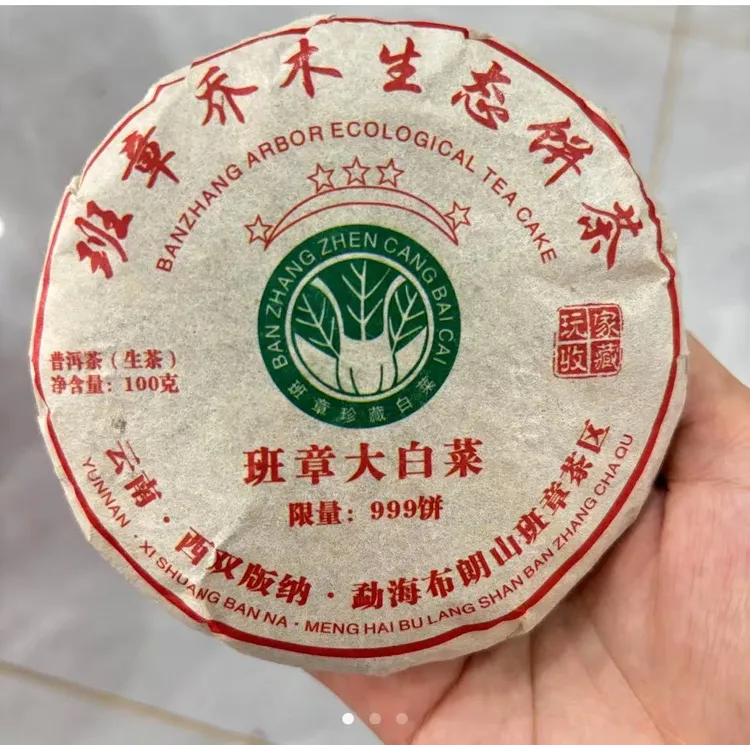 班章乔木生态饼茶
BANZHANG ARBOR ECOLOGICAL TEA CAKE
BAN ZHANG ZHEN CANG BAI CAI
班章珍藏白菜
普洱茶（生茶）
净含量：100克
玩家
收藏
班章大白菜
限量：999饼
云南·西双版纳·勐海布朗山班章茶区
YUNNAN·XI SHUANG BAN NA·MENG HAI BU LANG SHAN BAN ZHANG CHA QU